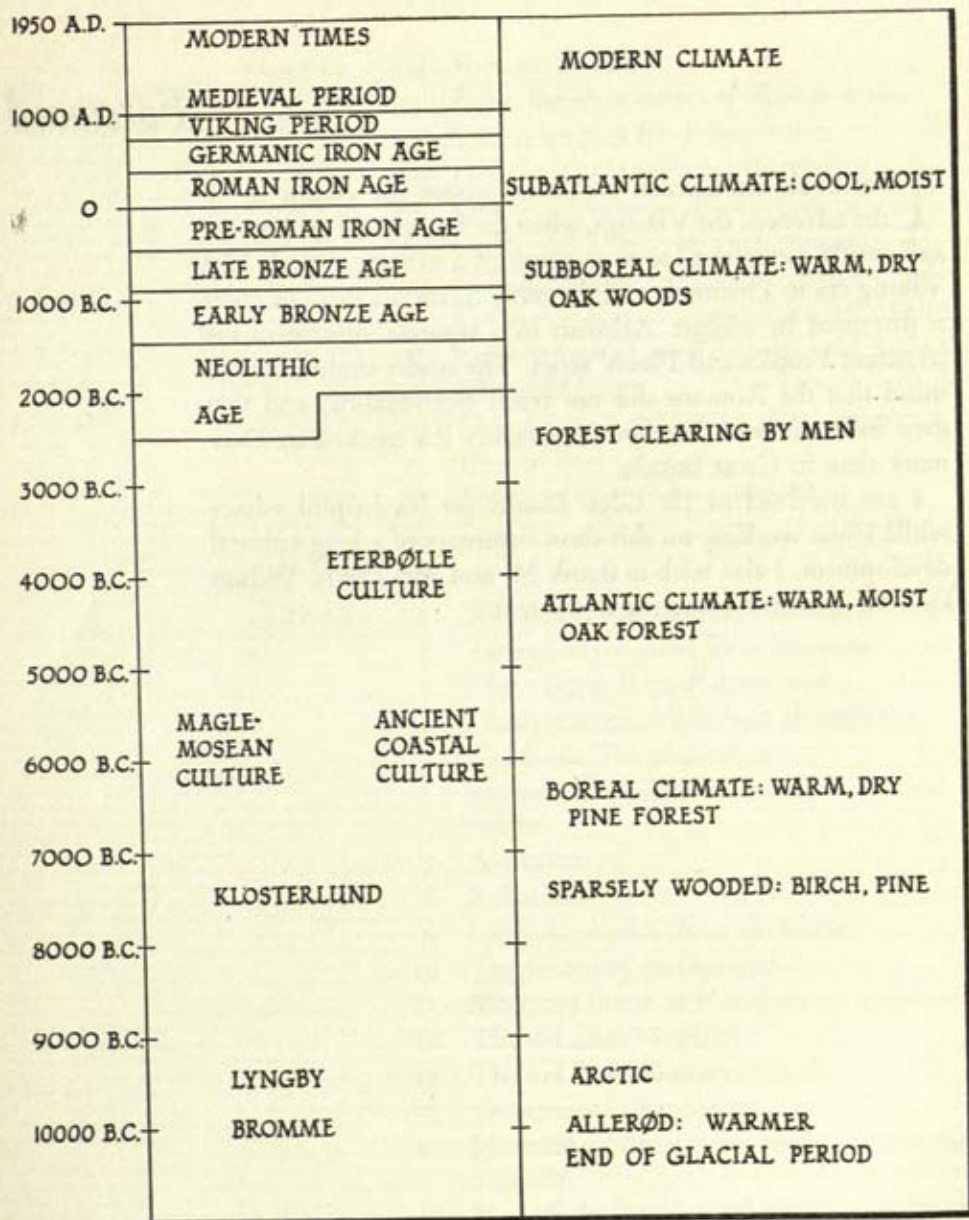 1950 A.D.
MODERN TIMES
MODERN CLIMATE
MEDIEVAL PERIOD
1000 A.D.
VIKING PERIOD
GERMANIC IRON AGE
ROMAN IRON AGE
SUBATLANTIC CLIMATE: COOL, MOIST
0
PRE-ROMAN IRON AGE
LATE BRONZE AGE
SUBBOREAL CLIMATE: WARM, DRY
OAK WOODS
1000 B.C.
EARLY BRONZE AGE
NEOLITHIC
2000 B.C.
AGE
FOREST CLEARING BY MEN
3000 B.C.
ETERBØLLE
CULTURE
4000 B.C.
ATLANTIC CLIMATE: WARM, MOIST
OAK FOREST
5000 B.C.
MAGLE-
MOSEAN
CULTURE
ANCIENT
COASTAL
CULTURE
6000 B.C.
BOREAL CLIMATE: WARM, DRY
PINE FOREST
7000 B.C.
KLOSTERLUND
SPARSELY WOODED: BIRCH, PINE
8000 B.C.
9000 B.C.
LYNGBY
ARCTIC
10000 B.C.
BROMME
ALLERØD: WARMER
END OF GLACIAL PERIOD